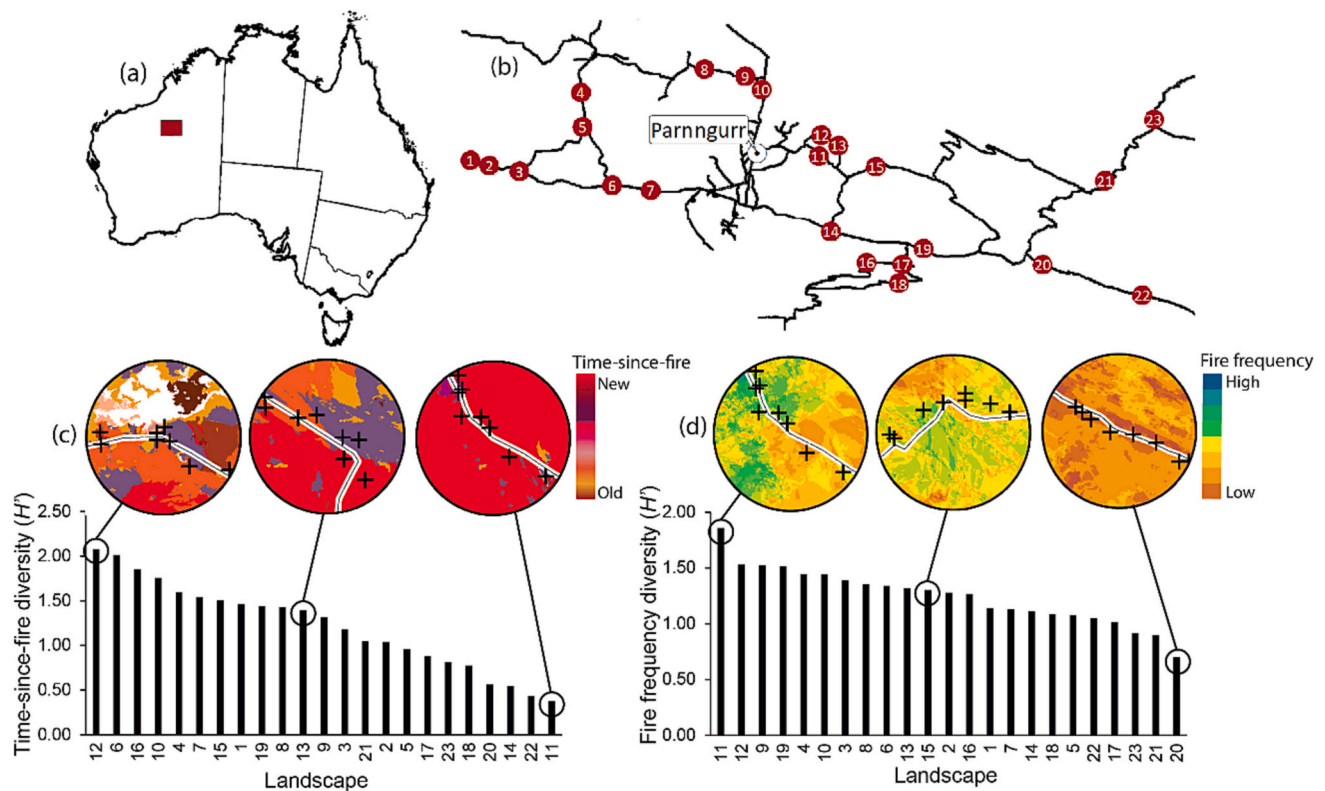 (a)
(b)
8
9
10
4
5
Parnngurr
12
13
11
23
1
2
3
15
6
7
21
14
19
16
17
20
18
22
Time-since-fire
New
Old
(c)
Fire frequency
High
Low
(d)
Time-since-fire diversity (H')
2.50
2.00
1.50
1.00
0.50
0.00
12 6 16 10 4 7 15 1 19 8 13 9 3 21 2 5 17 23 18 20 14 22 11
Landscape
Fire frequency diversity (H')
2.00
1.50
1.00
0.50
0.00
11 12 9 19 4 10 3 8 6 13 15 2 16 1 7 14 18 5 22 17 23 21 20
Landscape